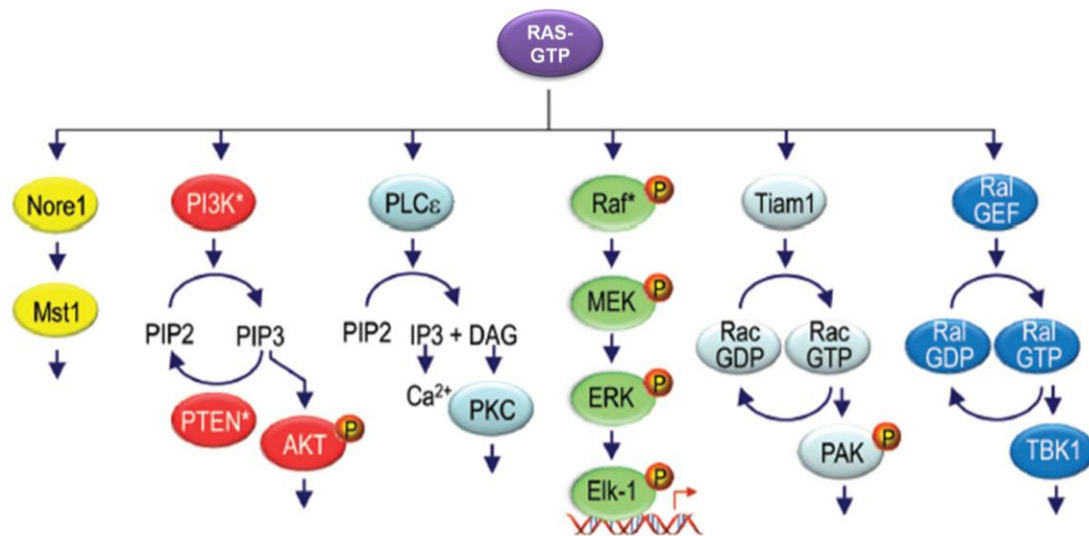 RAS-
GTP
Nore1
PI3K*
PLCε
Raf*
P
Tiam1
Ral
GEF
Mst1
PIP2
PIP3
PIP2
IP3 + DAG
MEK
P
Rac
GDP
Rac
GTP
Ral
GDP
Ral
GTP
PTEN*
AKT
P
Ca²⁺
PKC
ERK
P
PAK
P
TBK1
Elk-1
P